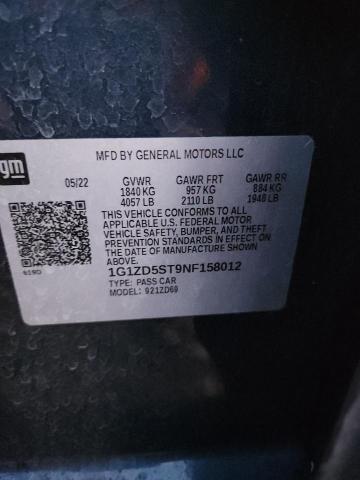 gm
MFD BY GENERAL MOTORS LLC
05/22 GVWR GAWR FRT GAWR RR
1840 KG 957 KG 884 KG
4057 LB 2110 LB 1948 LB
THIS VEHICLE CONFORMS TO ALL
APPLICABLE U.S. FEDERAL MOTOR
VEHICLE SAFETY, BUMPER, AND THEFT
PREVENTION STANDARDS IN EFFECT ON
THE DATE OF MANUFACTURE SHOWN
ABOVE.
1G1ZD5ST9NF158012
TYPE: PASS CAR
MODEL: 921ZD69